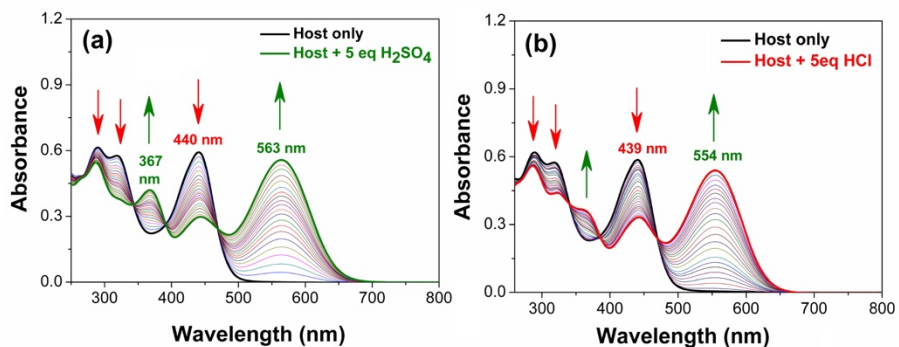 (a)
Host only
Host + 5 eq H₂SO₄
1.2
0.9
0.6
0.3
0.0
Absorbance
367
nm
440 nm
563 nm
300 400 500 600 700 800
Wavelength (nm)
(b)
Host only
Host + 5eq HCl
1.2
0.9
0.6
0.3
0.0
Absorbance
439 nm
554 nm
300 400 500 600 700 800
Wavelength (nm)